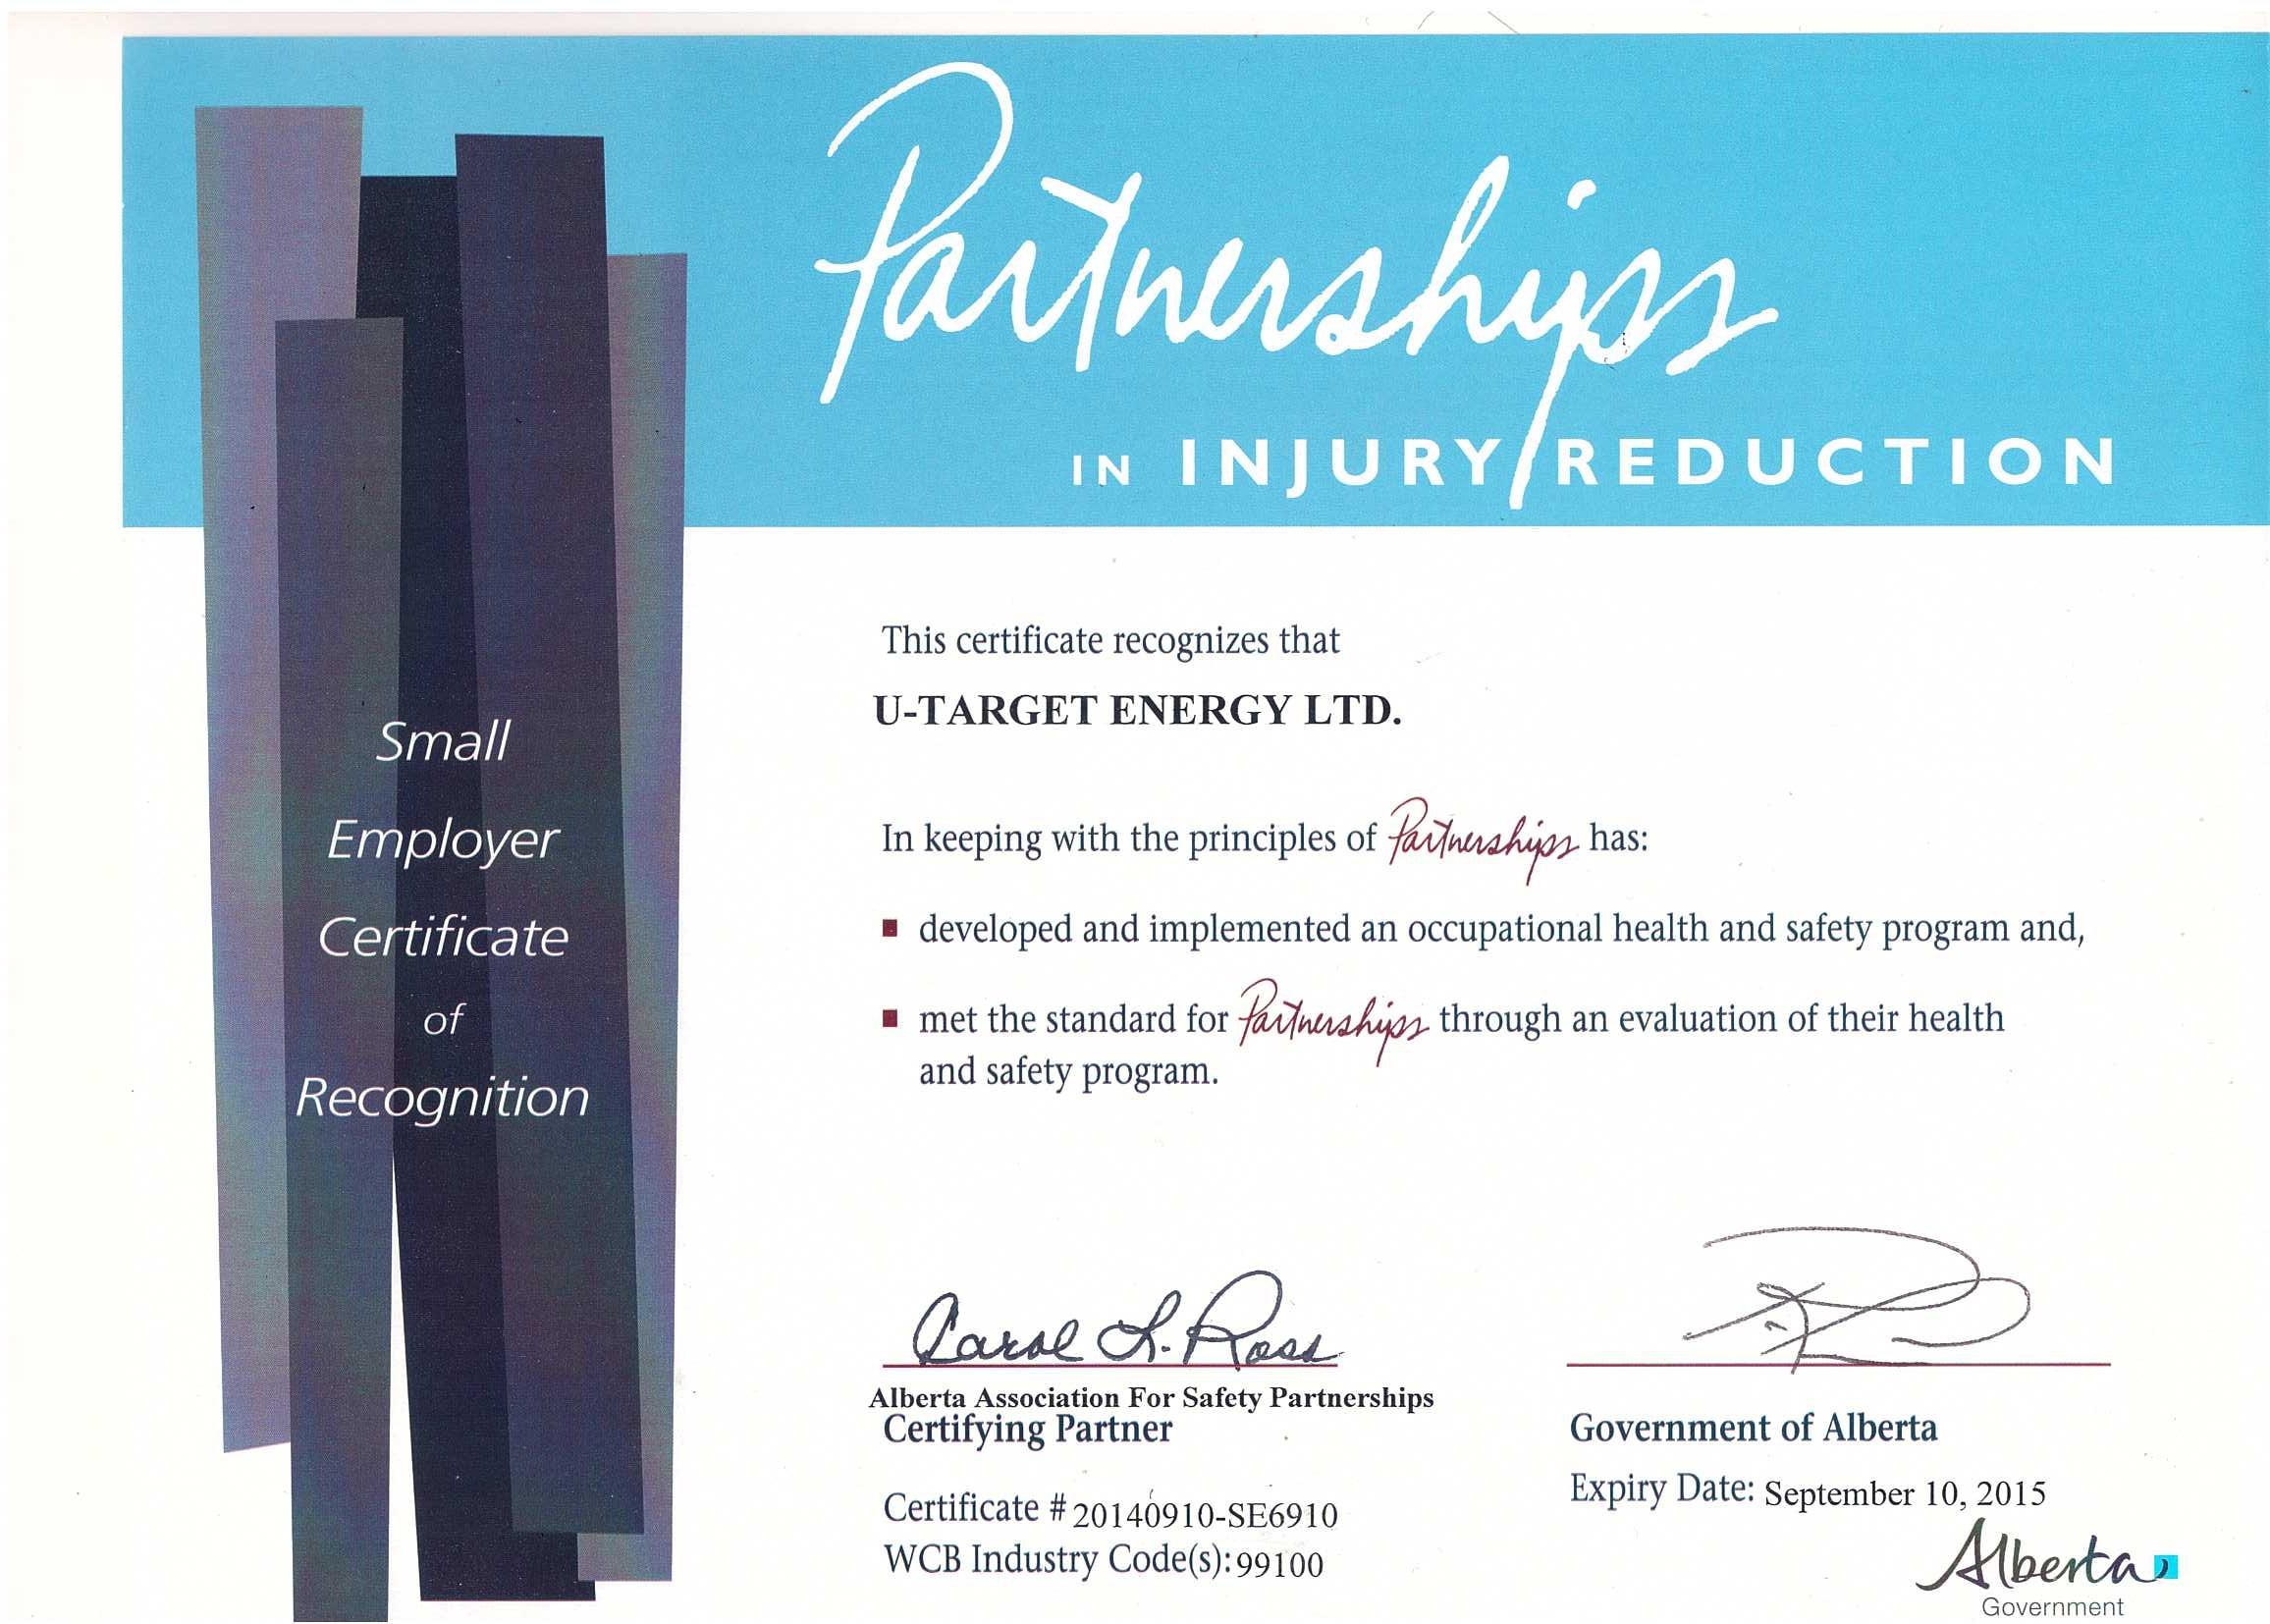 Partnerships
IN INJURY REDUCTION
Small
Employer
Certificate
of
Recognition
This certificate recognizes that
U-TARGET ENERGY LTD.
In keeping with the principles of Partnerships has:
▪ developed and implemented an occupational health and safety program and,
▪ met the standard for Partnerships through an evaluation of their health
and safety program.
Carol L. Ross
Alberta Association For Safety Partnerships
Certifying Partner
Certificate # 20140910-SE6910
WCB Industry Code(s): 99100
Government of Alberta
Expiry Date: September 10, 2015
Alberta
Government